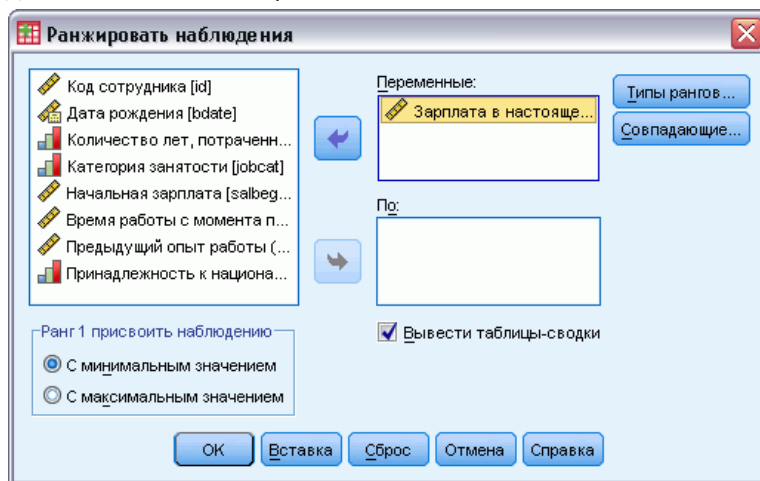 Ранжировать наблюдения
Код сотрудника [id]
Дата рождения [bdate]
Количество лет, потраченн...
Категория занятости [jobcat]
Начальная зарплата [salbeg...
Время работы с момента п...
Предыдущий опыт работы (...
Принадлежность к национа...
Переменные:
Зарплата в настояще...
По:
Типы рангов...
Совпадающие...
Ранг 1 присвоить наблюдению
С минимальным значением
С максимальным значением
Вывести таблицы-сводки
ОК Вставка Сброс Отмена Справка